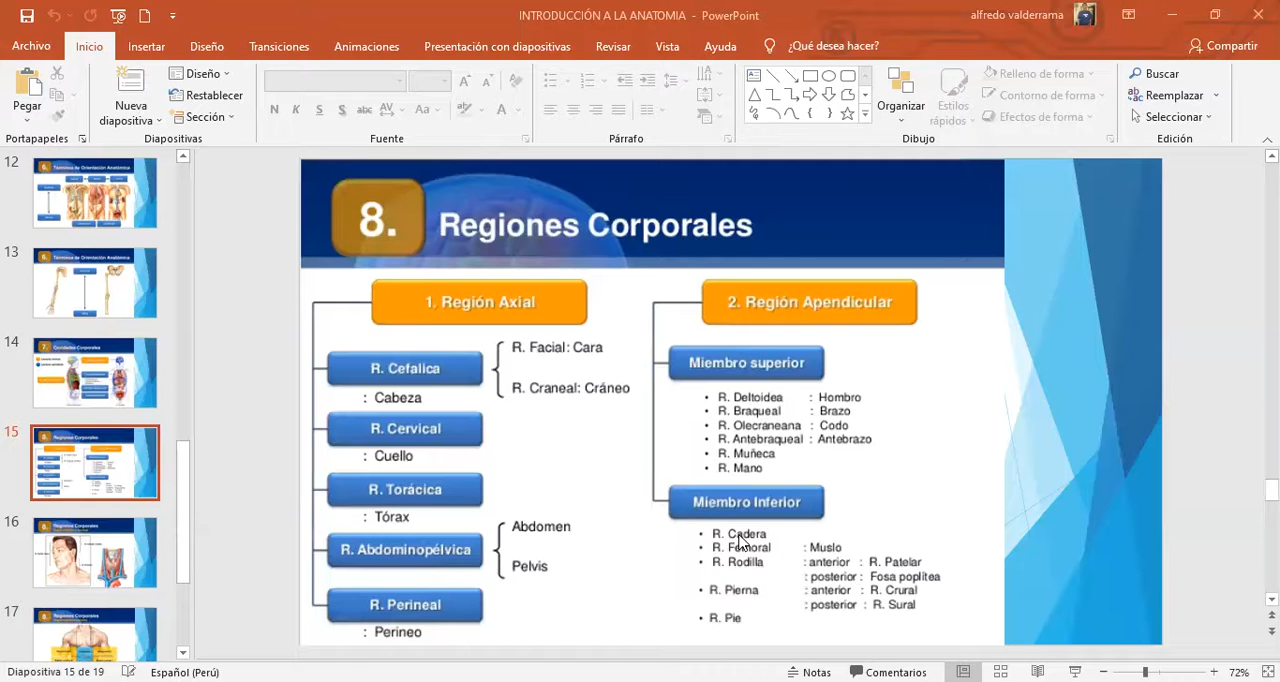 INTRODUCCIÓN A LA ANATOMIA - PowerPoint
alfredo valderrama
Archivo
Inicio
Insertar
Diseño
Transiciones
Animaciones
Presentación con diapositivas
Revisar
Vista
Ayuda
¿Qué desea hacer?
Compartir
Pegar
Portapapeles
Nueva
diapositiva
Diseño
Restablecer
Sección
Diapositivas
N K S S abc AV Aa A
Fuente
Párrafo
Organizar
Estilos
rápidos
Relleno de forma
Contorno de forma
Efectos de forma
Dibujo
Buscar
Reemplazar
Seleccionar
Edición
12
13
14
15
16
17
8.
Regiones Corporales
1. Región Axial
R. Cefalica
: Cabeza
R. Facial: Cara
R. Craneal: Cráneo
R. Cervical
: Cuello
R. Torácica
: Tórax
R. Abdominopélvica
Abdomen
Pelvis
R. Perineal
: Perineo
2. Región Apendicular
Miembro superior
• R. Deltoidea : Hombro
• R. Braqueal : Brazo
• R. Olecraneana : Codo
• R. Antebraqueal : Antebrazo
• R. Muñeca
• R. Mano
Miembro Inferior
• R. Cadera
• R. Femoral : Muslo
• R. Rodilla : anterior : R. Patelar
: posterior : Fosa poplítea
• R. Pierna : anterior : R. Crural
: posterior : R. Sural
• R. Pie
Diapositiva 15 de 19
Español (Perú)
Notas
Comentarios
72%